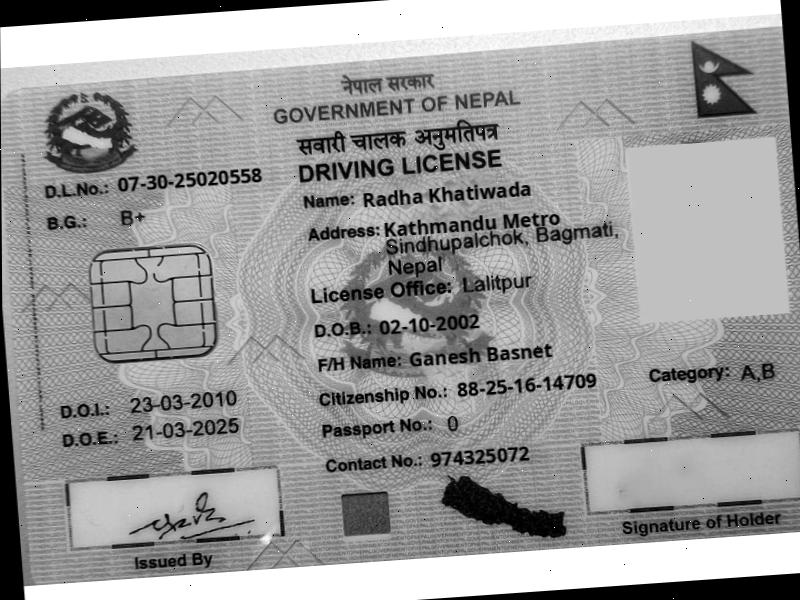 नेपाल सरकार
GOVERNMENT OF NEPAL
सवारी चालक अनुमतिपत्र
DRIVING LICENSE
D.L.No.: 07-30-25020558
B.G.: B+
Name: Radha Khatiwada
Address: Kathmandu Metro
Sindhupalchok, Bagmati,
Nepal
License Office: Lalitpur
D.O.B.: 02-10-2002
F/H Name: Ganesh Basnet
Citizenship No.: 88-25-16-14709
Category: A,B
D.O.I.: 23-03-2010
D.O.E.: 21-03-2025
Passport No.: 0
Contact No.: 974325072
Issued By
Signature of Holder